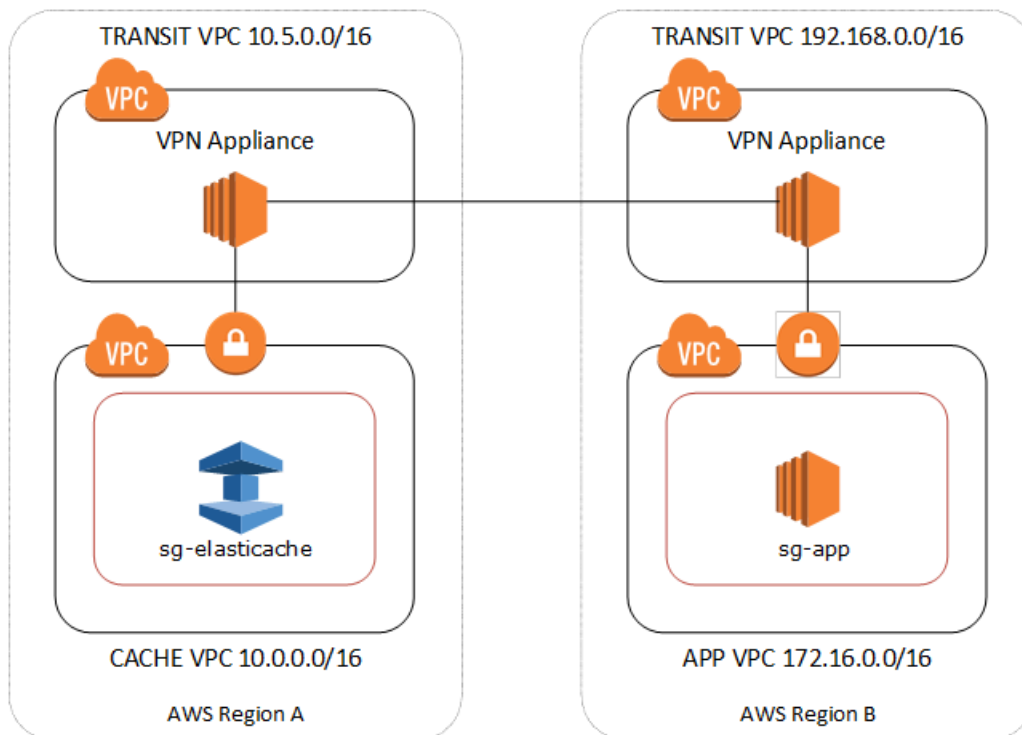 TRANSIT VPC 10.5.0.0/16
VPC
VPN Appliance
VPC
sg-elasticache
CACHE VPC 10.0.0.0/16
AWS Region A
TRANSIT VPC 192.168.0.0/16
VPC
VPN Appliance
VPC
sg-app
APP VPC 172.16.0.0/16
AWS Region B